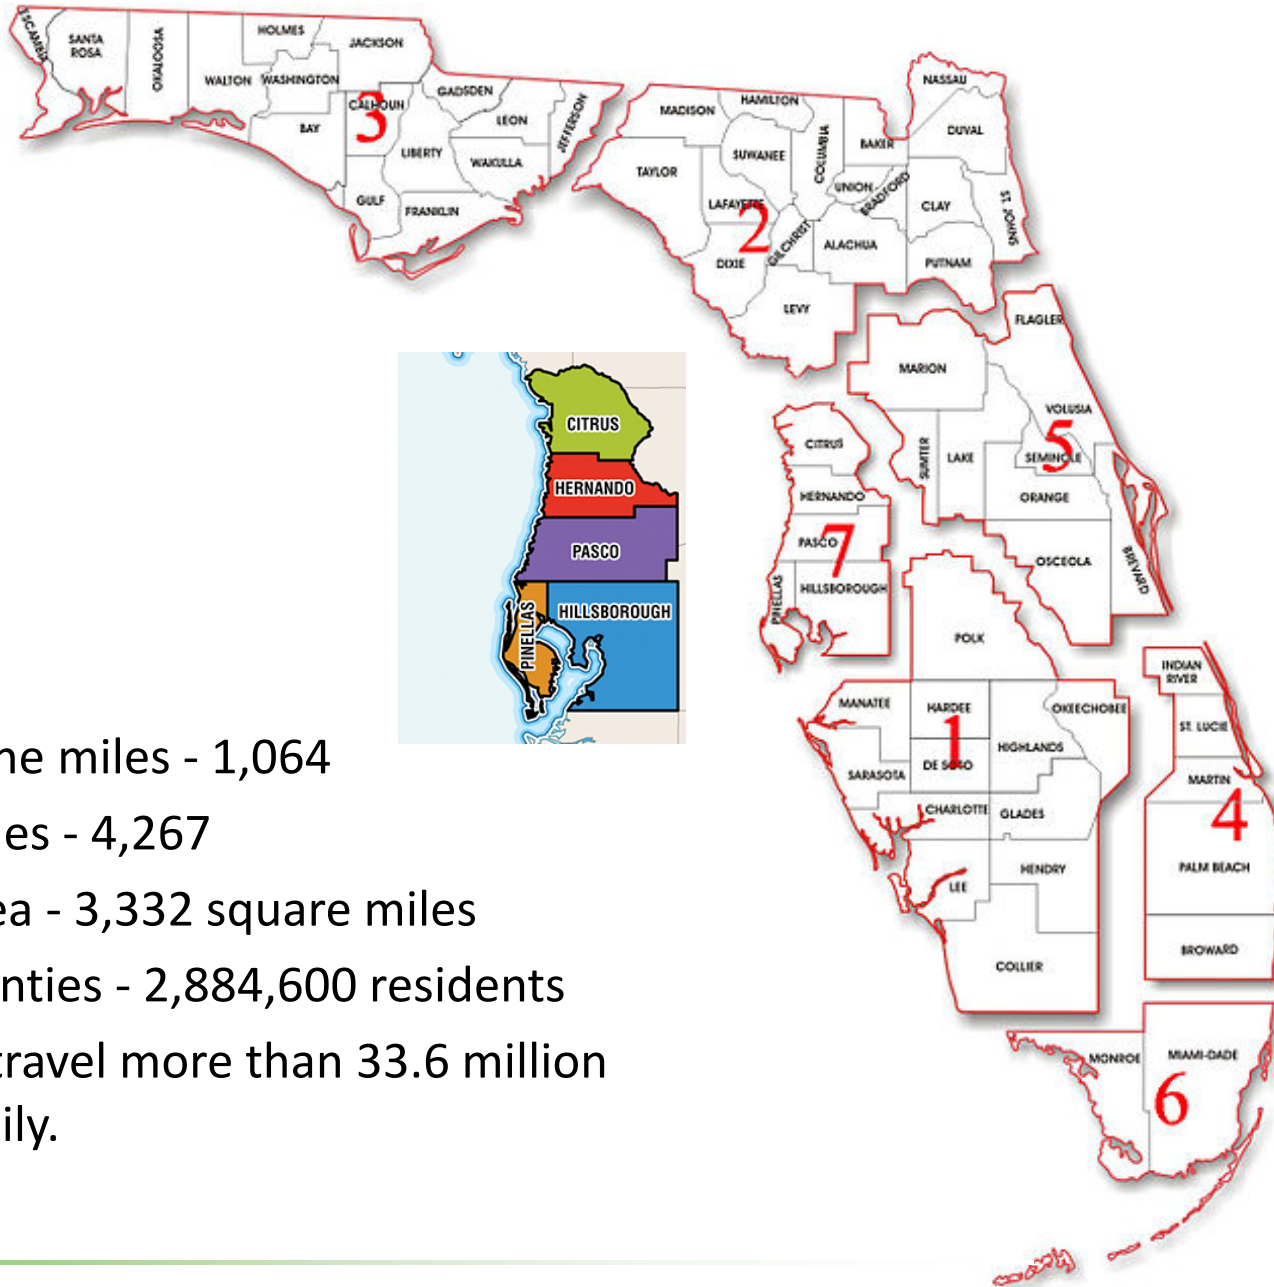 ESCAMBIA
SANTA
ROSA
OKALOOSA
HOLMES
WALTON
WASHINGTON
JACKSON
BAY
CALHOUN
3
GULF
LIBERTY
GADSDEN
LEON
WAKULLA
FRANKLIN
JEFFERSON
MADISON
HAMILTON
TAYLOR
SUWANEE
LAFAYETTE
2
DIXIE
COLUMBIA
GILCHRIST
LEVY
BAKER
UNION
BRADFORD
ALACHUA
NASSAU
DUVAL
CLAY
ST. JOHNS
PUTNAM
FLAGLER
MARION
VOLUSIA
5
SUMTER
LAKE
SEMINOLE
ORANGE
OSCEOLA
BREVARD
CITRUS
HERNANDO
PASCO
7
PINELLAS
HILLSBOROUGH
CITRUS
HERNANDO
PASCO
PINELLAS
HILLSBOROUGH
POLK
MANATEE
HARDEE
OKEECHOBEE
1
HIGHLANDS
SARASOTA
DE SOTO
CHARLOTTE
GLADES
LEE
HENDRY
COLLIER
INDIAN
RIVER
ST. LUCIE
MARTIN
4
PALM BEACH
BROWARD
MONROE
MIAMI-DADE
6
ne miles - 1,064
es - 4,267
ea - 3,332 square miles
nties - 2,884,600 residents
travel more than 33.6 million
ily.